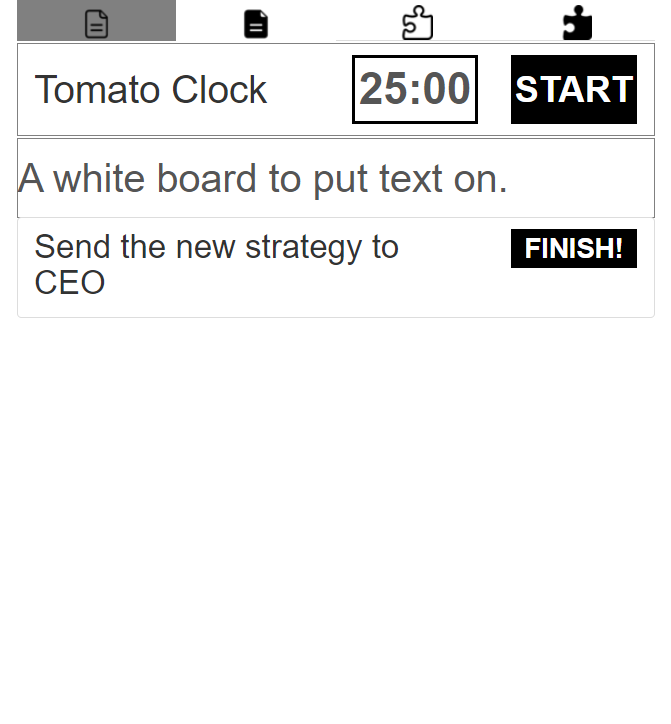 Tomato Clock 25:00 START
A white board to put text on.
Send the new strategy to FINISH!
CEO